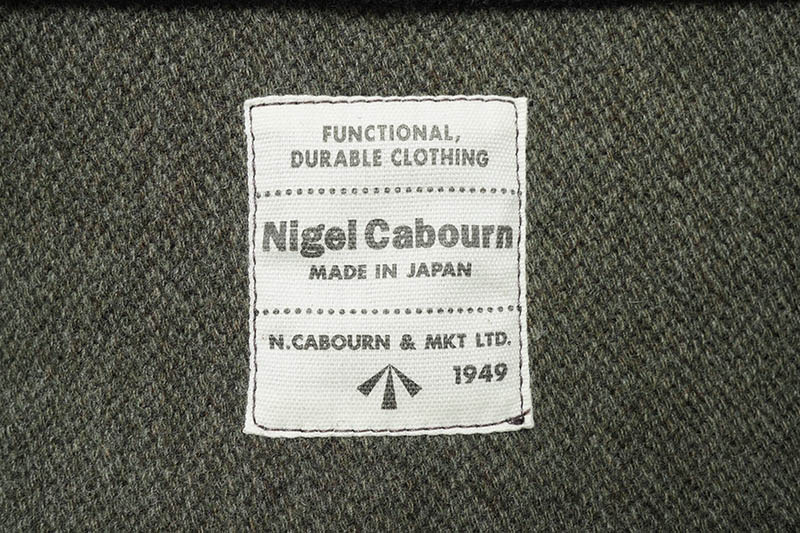 FUNCTIONAL,
DURABLE CLOTHING
Nigel Cabourn
MADE IN JAPAN
N.CABOURN & MKT LTD.
1949